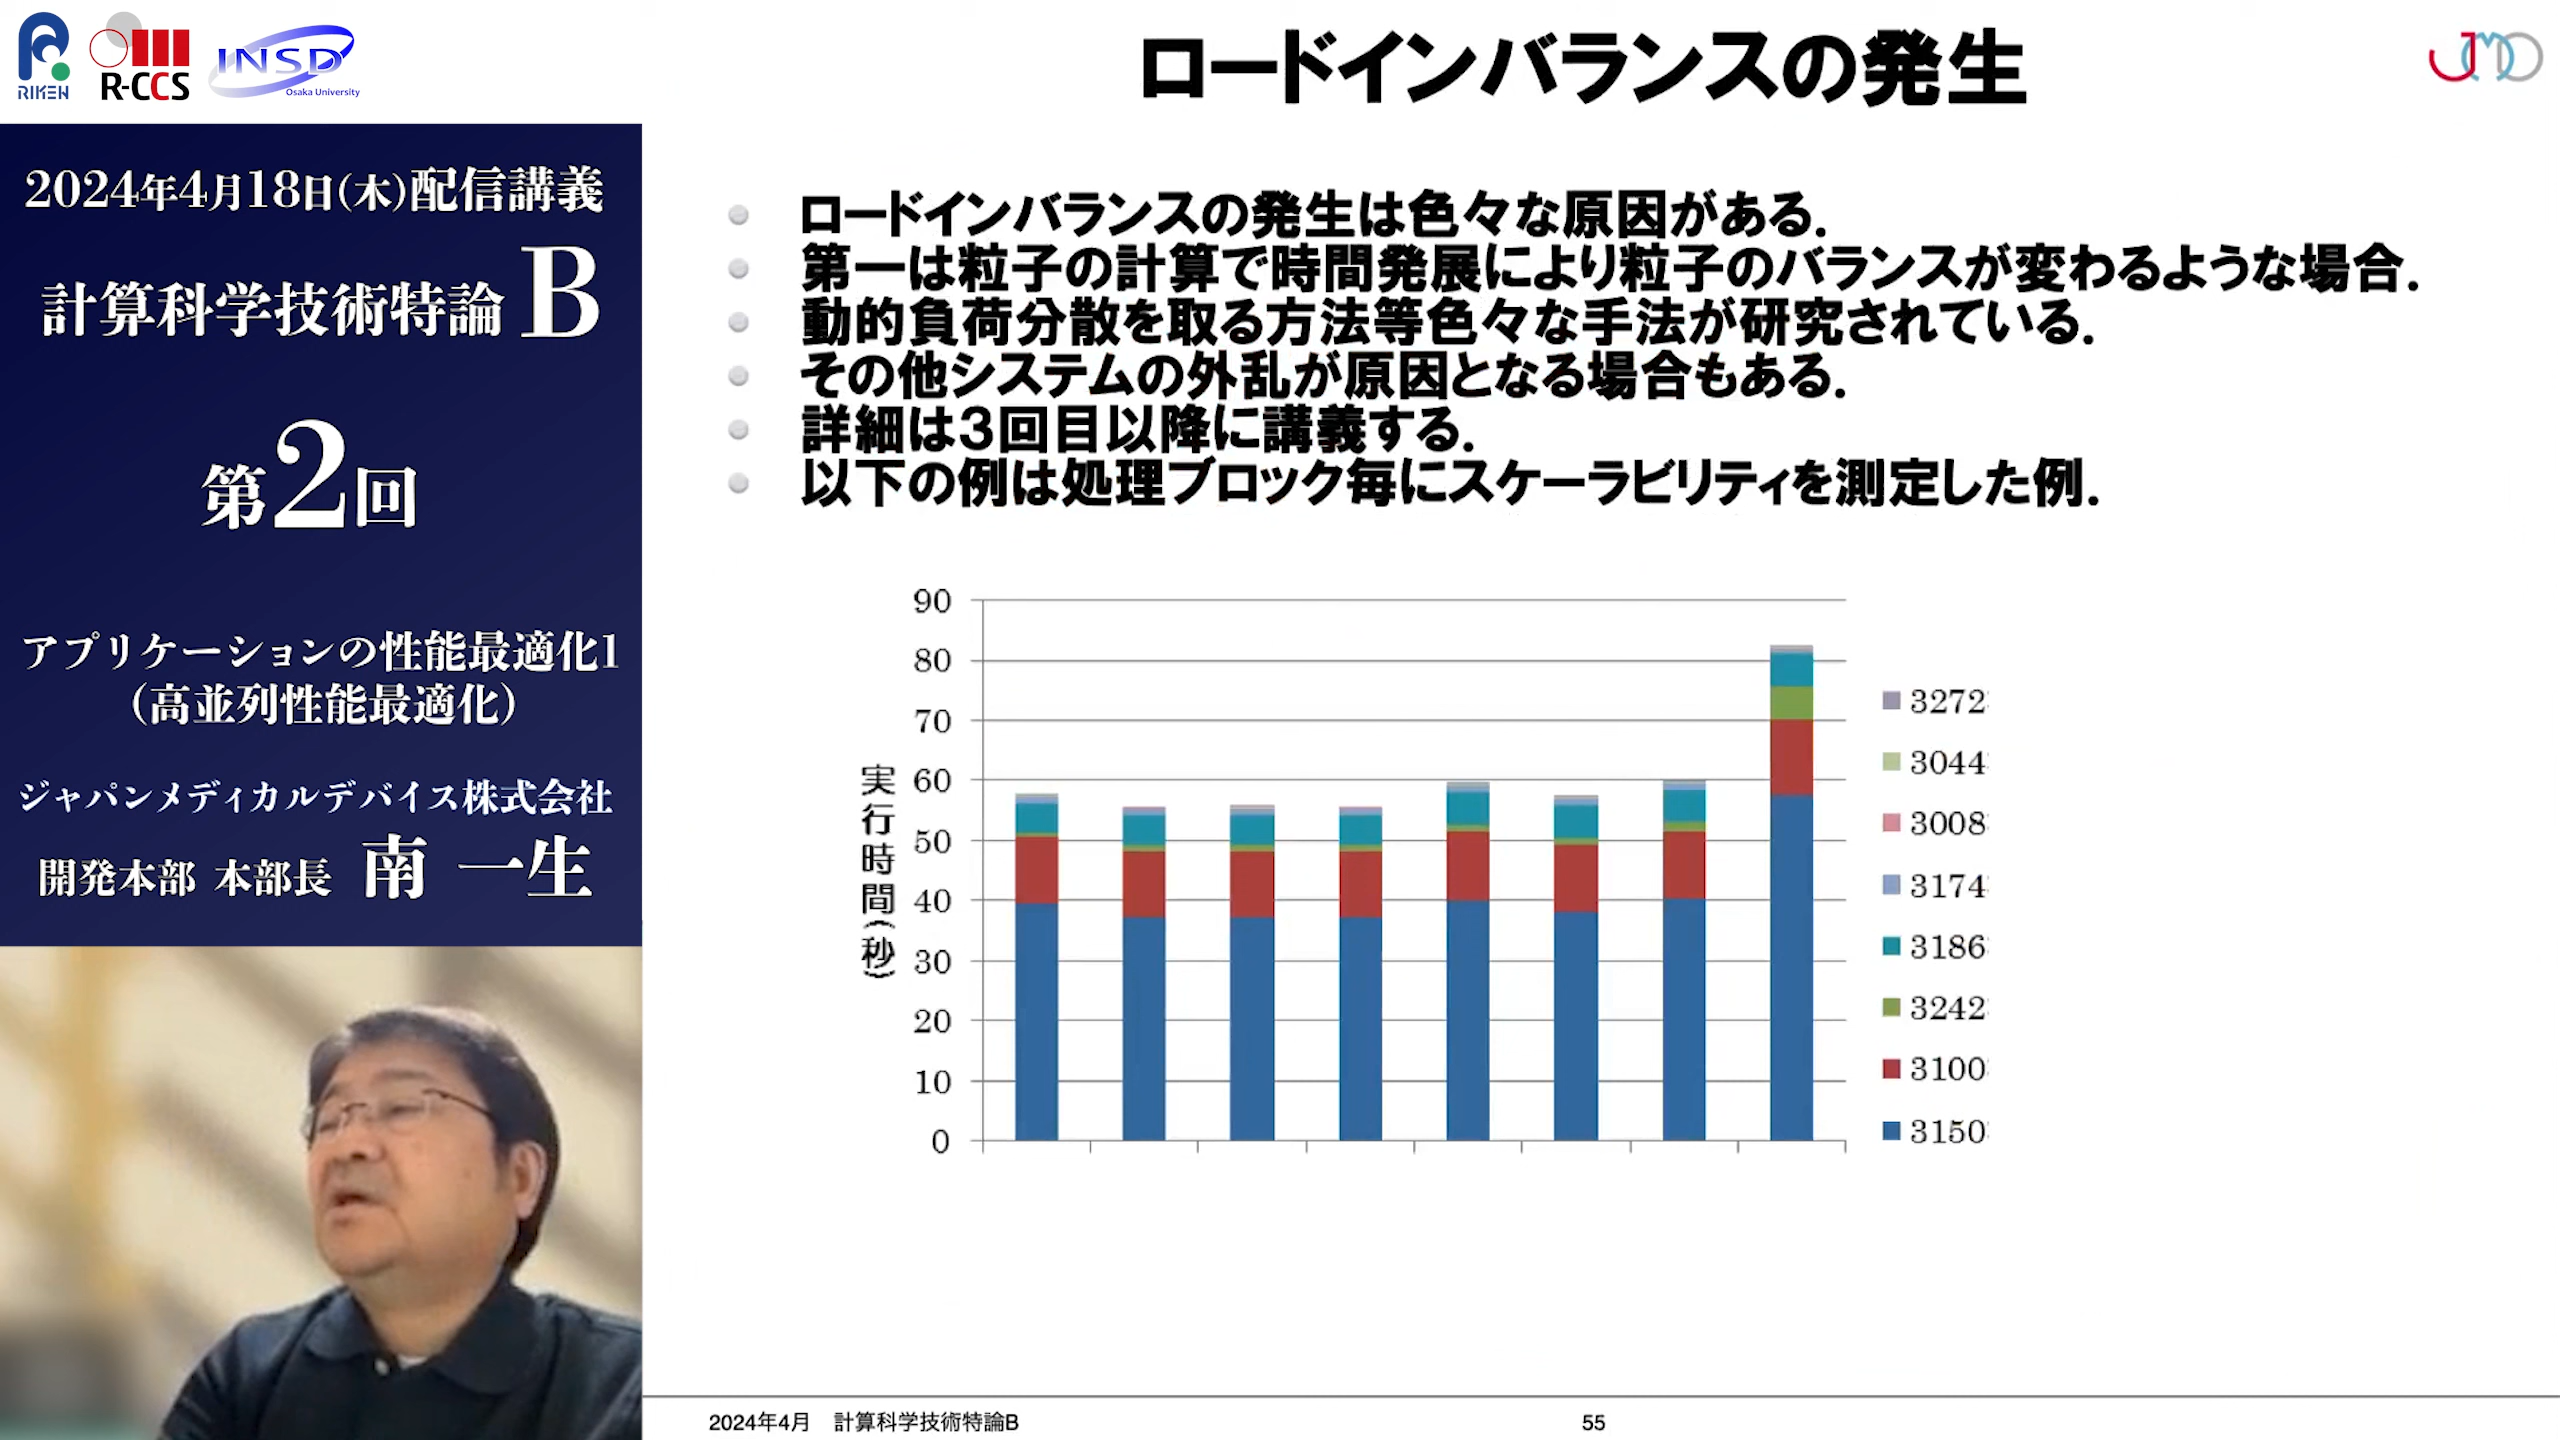 RIKEN
R-CCS
INSD
Osaka University
2024年4月18日(木)配信講義
計算科学技術特論 B
第2回
アプリケーションの性能最適化1
(高並列性能最適化)
ジャパンメディカルデバイス株式会社
開発本部 本部長 南 一生
ロードインバランスの発生
JMD
ロードインバランスの発生は色々な原因がある.
第一は粒子の計算で時間発展により粒子のバランスが変わるような場合.
動的負荷分散を取る方法等色々な手法が研究されている.
その他システムの外乱が原因となる場合もある.
詳細は3回目以降に講義する.
以下の例は処理ブロック毎にスケーラビリティを測定した例.
実行時間(秒)
90
80
70
60
50
40
30
20
10
0
3272
3044
3008
3174
3186
3242
3100
3150
2024年4月 計算科学技術特論B
55